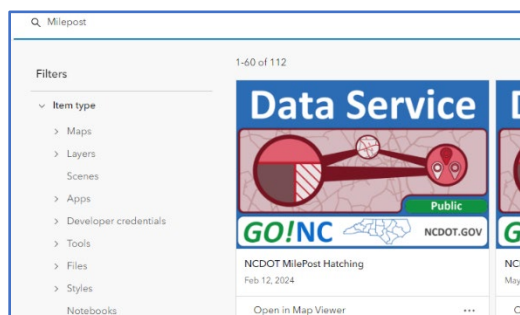 Milepost
Filters
Item type
Maps
Layers
Scenes
Apps
Developer credentials
Tools
Files
Styles
Notebooks
1-60 of 112
Data Service
Public
GO!NC
NCDOT.GOV
NCDOT MilePost Hatching
Feb 12, 2024
Open in Map Viewer
...